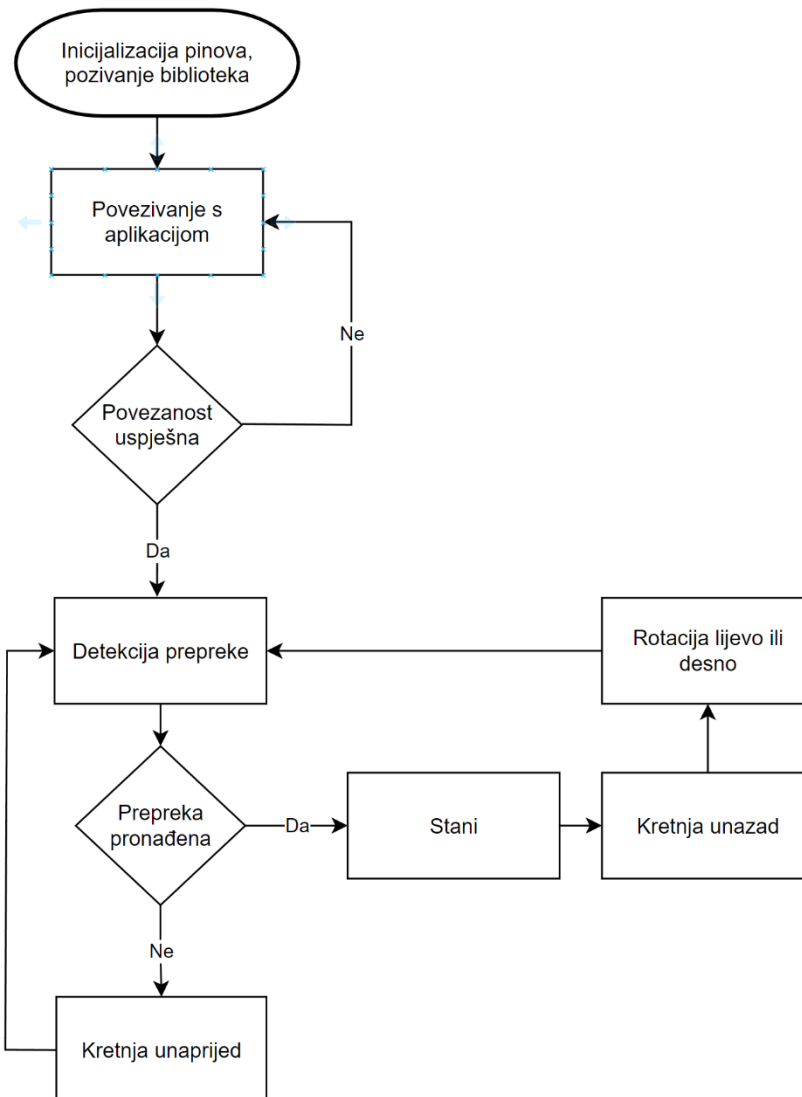 Inicijalizacija pinova,
pozivanje biblioteka
Povezivanje s
aplikacijom
Ne
Povezanost
uspješna
Da
Detekcija prepreke
Rotacija lijevo ili
desno
Prepreka
pronađena
Da
Stani
Kretnja unazad
Ne
Kretnja unaprijed